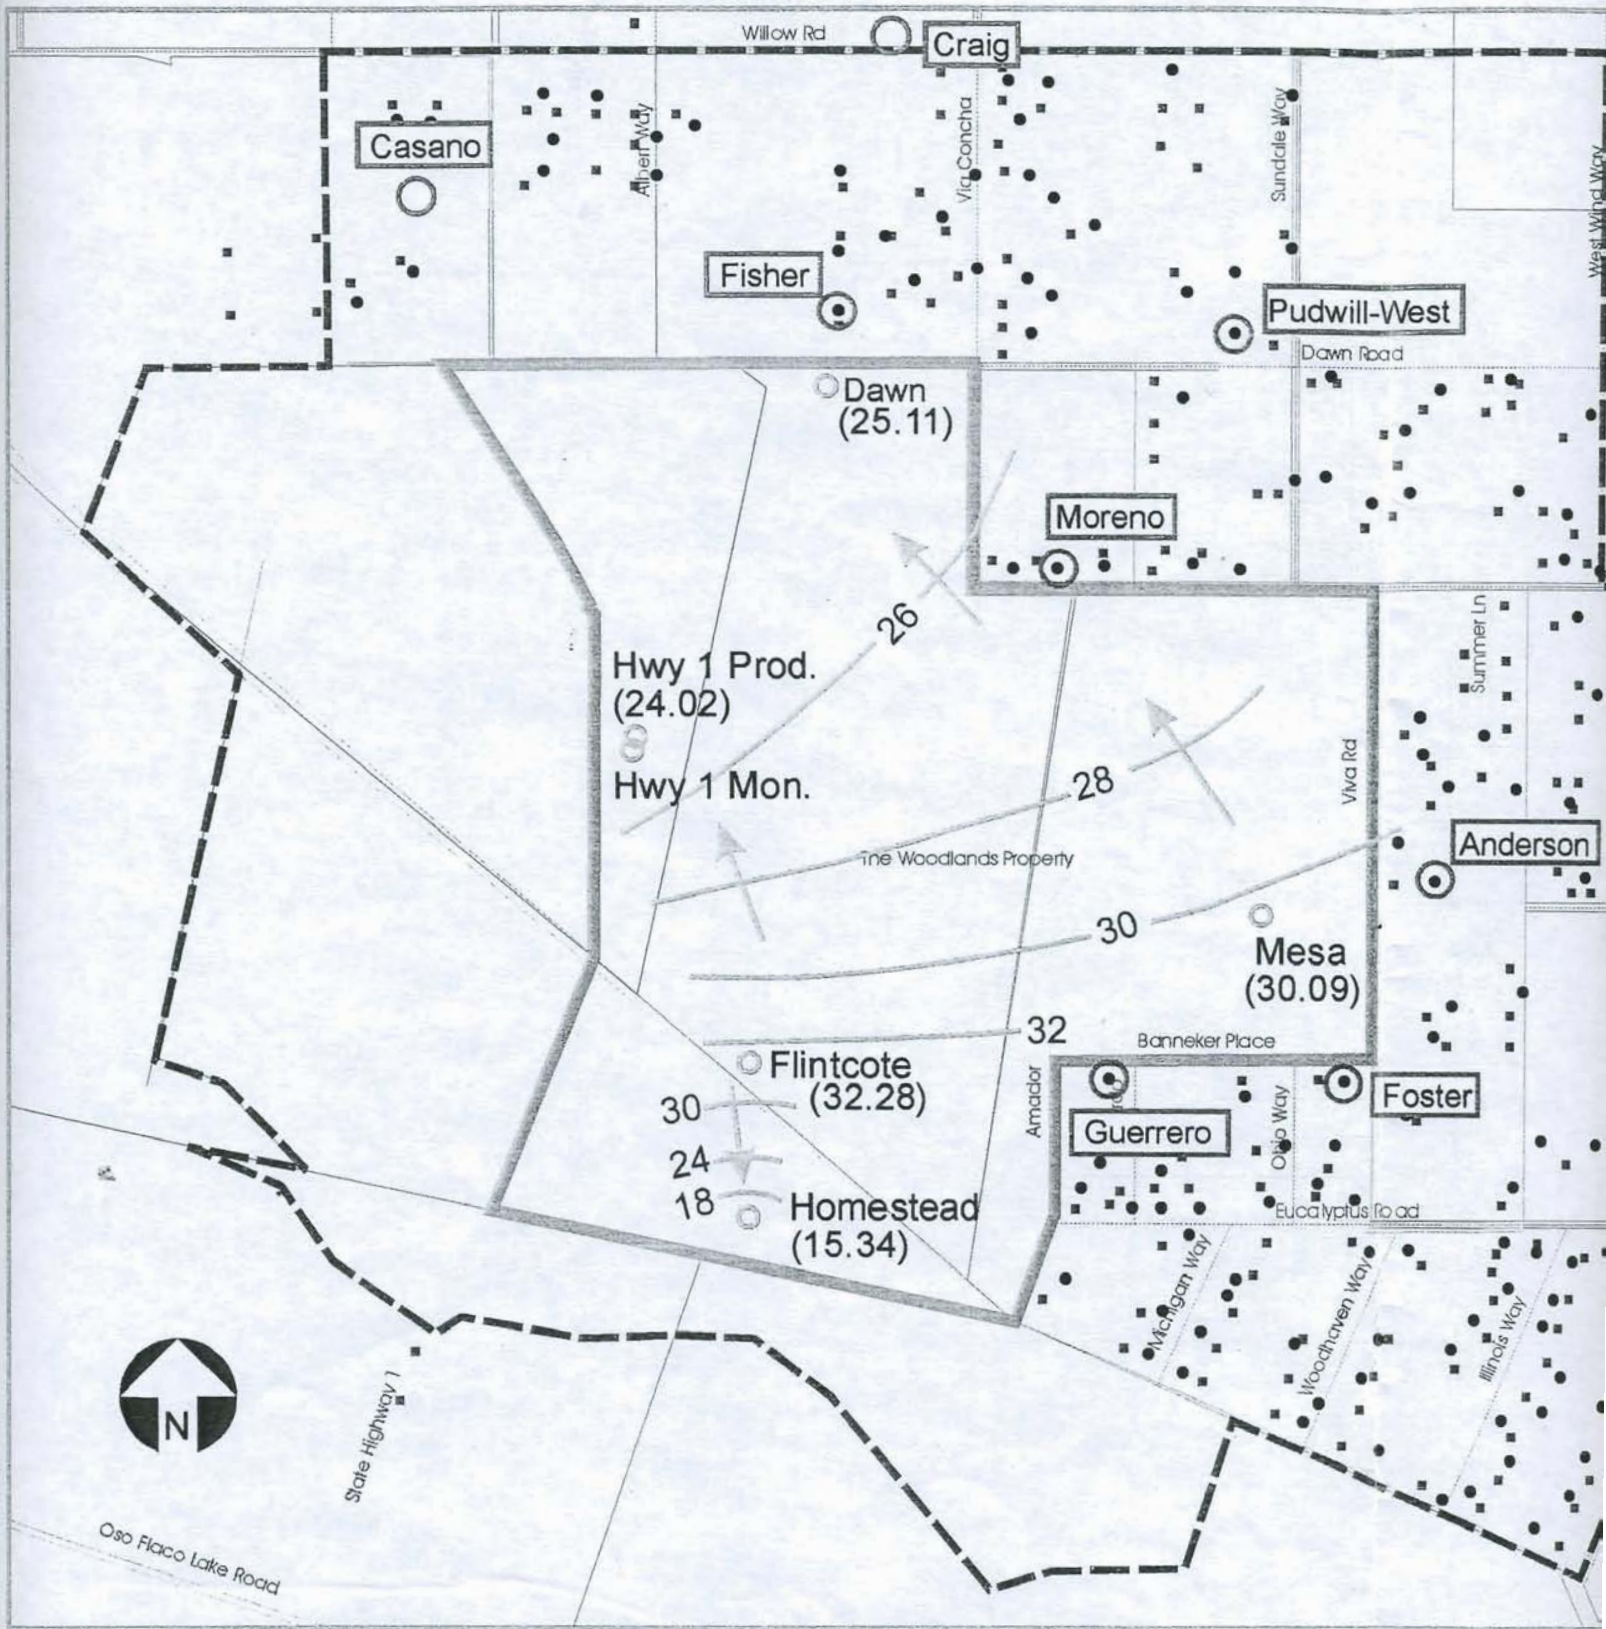 Willow Rd
Craig
Casano
Albert Way
Via Concha
Sundale Way
West Wind Way
Fisher
Pudwill-West
Dawn Road
Dawn
(25.11)
Moreno
26
Summer Ln
Hwy 1 Prod.
(24.02)
Hwy 1 Mon.
28
Viva Rd
The Woodlands Property
Anderson
30
Mesa
(30.09)
32
Banneker Place
Flintcote
(32.28)
30
Amador
Foster
Guerrero
Ohio Way
24
18
Homestead
(15.34)
Eucalyptus Road
Michigan Way
Woodhaven Way
Illinois Way
N
State Highway 1
Oso Flaco Lake Road